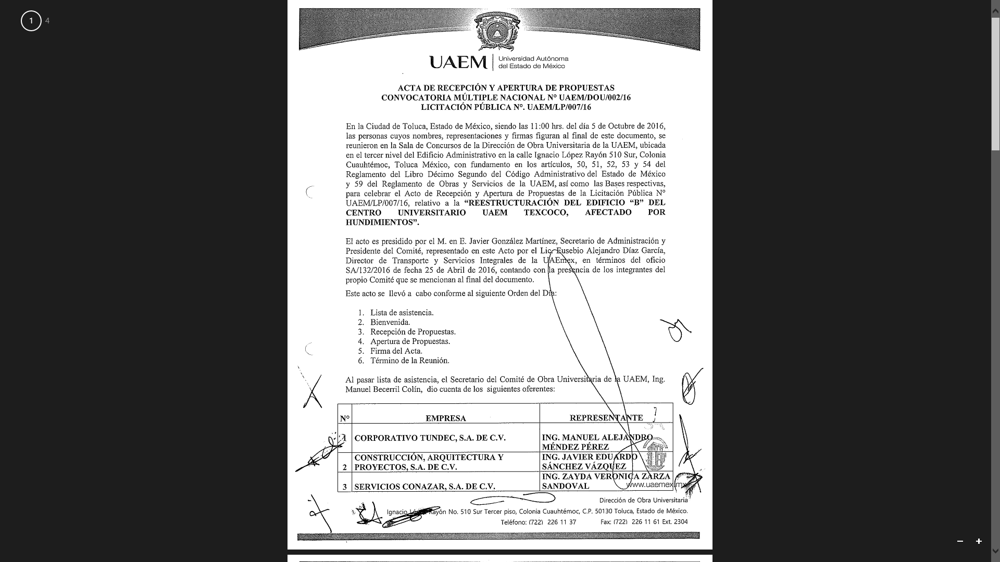 1 4
UAEM Universidad Autónoma
del Estado de México
ACTA DE RECEPCIÓN Y APERTURA DE PROPUESTAS
CONVOCATORIA MÚLTIPLE NACIONAL N° UAEM/DOU/002/16
LICITACIÓN PÚBLICA N°. UAEM/LP/007/16
En la Ciudad de Toluca, Estado de México, siendo las 11:00 hrs. del día 5 de Octubre de 2016,
las personas cuyos nombres, representaciones y firmas figuran al final de este documento, se
reunieron en la Sala de Concursos de la Dirección de Obra Universitaria de la UAEM, ubicada
en el tercer nivel del Edificio Administrativo en la calle Ignacio López Rayón 510 Sur, Colonia
Cuauhtémoc, Toluca México, con fundamento en los artículos, 50, 51, 52, 53 y 54 del
Reglamento del Libro Décimo Segundo del Código Administrativo del Estado de México
y 59 del Reglamento de Obras y Servicios de la UAEM, así como las Bases respectivas,
para celebrar el Acto de Recepción y Apertura de Propuestas de la Licitación Pública N°
UAEM/LP/007/16, relativo a la “REESTRUCTURACIÓN DEL EDIFICIO “B” DEL
CENTRO UNIVERSITARIO UAEM TEXCOCO, AFECTADO POR
HUNDIMIENTOS”.
El acto es presidido por el M. en E. Javier González Martínez, Secretario de Administración y
Presidente del Comité, representado en este Acto por el Lic. Eusebio Alejandro Díaz García,
Director de Transporte y Servicios Integrales de la UAEmex, en términos del oficio
SA/132/2016 de fecha 25 de Abril de 2016, contando con la presencia de los integrantes del
propio Comité que se mencionan al final del documento.
Este acto se llevó a cabo conforme al siguiente Orden del Día:
1. Lista de asistencia.
2. Bienvenida.
3. Recepción de Propuestas.
4. Apertura de Propuestas.
5. Firma del Acta.
6. Término de la Reunión.
Al pasar lista de asistencia, el Secretario del Comité de Obra Universitaria de la UAEM, Ing.
Manuel Becerril Colín, dio cuenta de los siguientes oferentes:
N° EMPRESA REPRESENTANTE
1 CORPORATIVO TUNDEC, S.A. DE C.V. ING. MANUEL ALEJANDRO
MÉNDEZ PÉREZ
CONSTRUCCIÓN, ARQUITECTURA Y ING. JAVIER EDUARDO
2 PROYECTOS, S.A. DE C.V. SÁNCHEZ VÁZQUEZ
ING. ZAYDA VERÓNICA ZARZA
3 SERVICIOS CONAZAR, S.A. DE C.V. SANDOVAL
www.uaemex.mx
Dirección de Obra Universitaria
Ignacio López Rayón No. 510 Sur Tercer piso, Colonia Cuauhtémoc, C.P. 50130 Toluca, Estado de México.
Teléfono: (722) 226 11 37 Fax: (722) 226 11 61 Ext. 2304